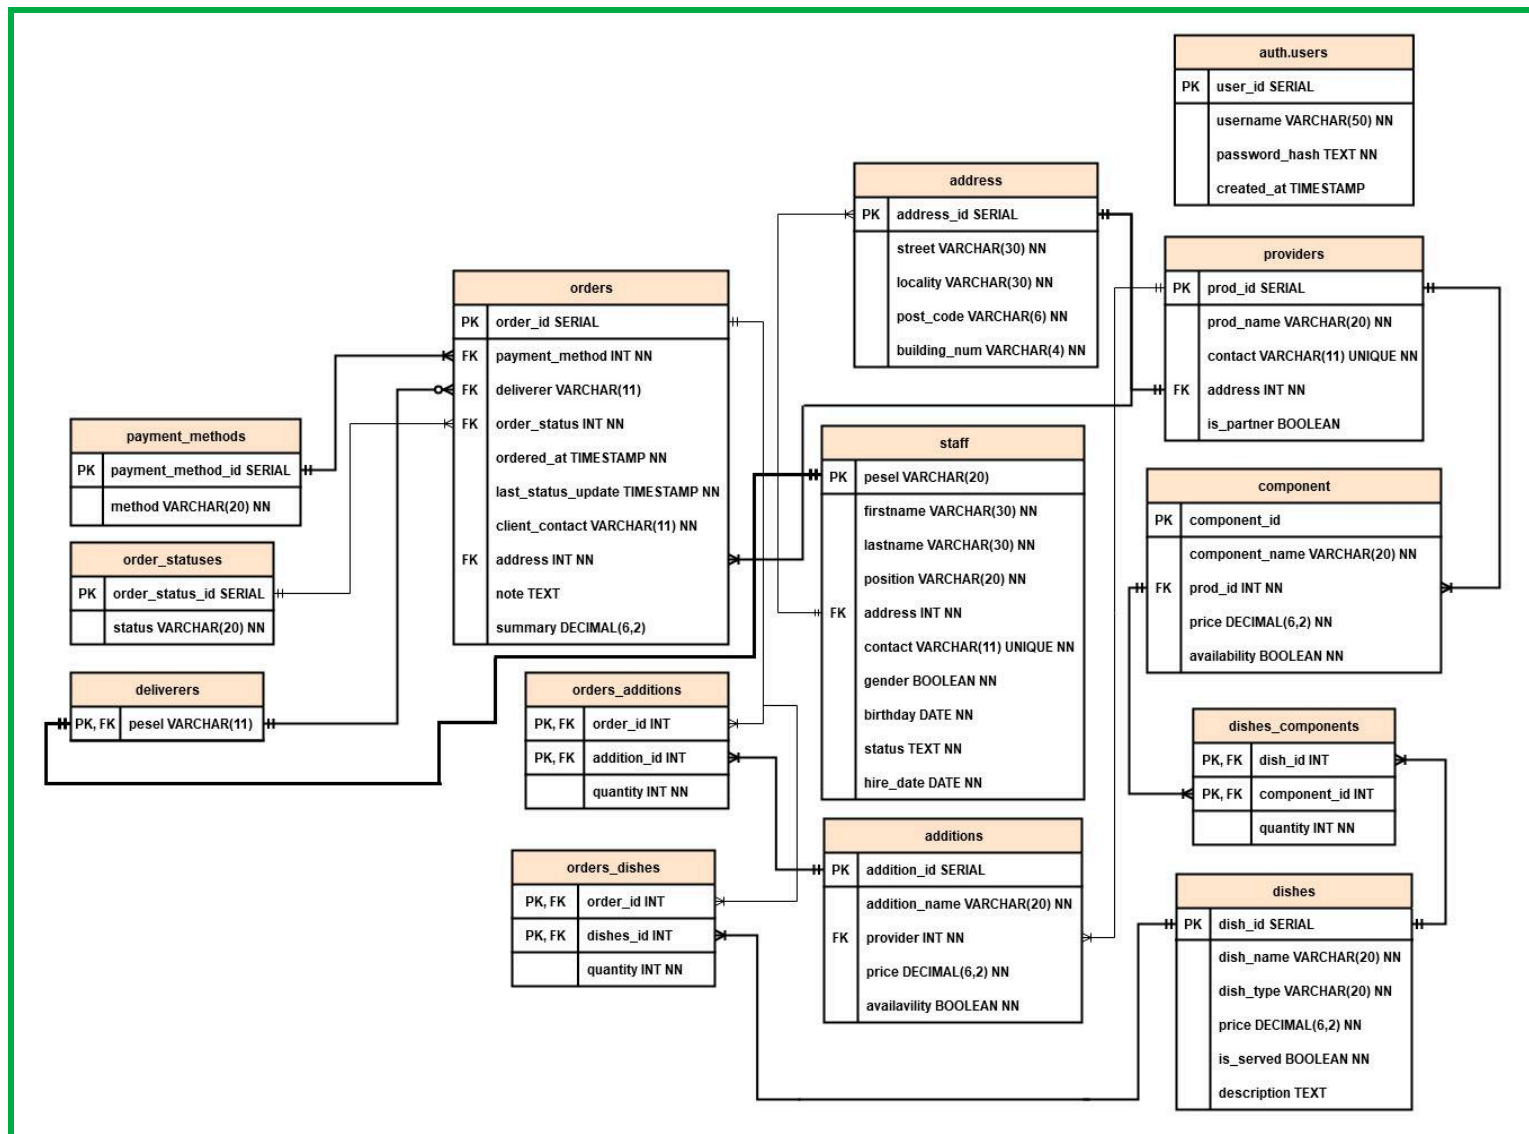 auth.users
PK user_id SERIAL
username VARCHAR(50) NN
password_hash TEXT NN
created_at TIMESTAMP
address
PK address_id SERIAL
street VARCHAR(30) NN
locality VARCHAR(30) NN
post_code VARCHAR(6) NN
building_num VARCHAR(4) NN
providers
PK prod_id SERIAL
prod_name VARCHAR(20) NN
contact VARCHAR(11) UNIQUE NN
FK address INT NN
is_partner BOOLEAN
orders
PK order_id SERIAL
FK payment_method INT NN
FK deliverer VARCHAR(11)
FK order_status INT NN
ordered_at TIMESTAMP NN
last_status_update TIMESTAMP NN
client_contact VARCHAR(11) NN
FK address INT NN
note TEXT
summary DECIMAL(6,2)
payment_methods
PK payment_method_id SERIAL
method VARCHAR(20) NN
order_statuses
PK order_status_id SERIAL
status VARCHAR(20) NN
deliverers
PK, FK pesel VARCHAR(11)
staff
PK pesel VARCHAR(20)
firstname VARCHAR(30) NN
lastname VARCHAR(30) NN
position VARCHAR(20) NN
FK address INT NN
contact VARCHAR(11) UNIQUE NN
gender BOOLEAN NN
birthday DATE NN
status TEXT NN
hire_date DATE NN
component
PK component_id
component_name VARCHAR(20) NN
FK prod_id INT NN
price DECIMAL(6,2) NN
availability BOOLEAN NN
orders_additions
PK, FK order_id INT
PK, FK addition_id INT
quantity INT NN
dishes_components
PK, FK dish_id INT
PK, FK component_id INT
quantity INT NN
orders_dishes
PK, FK order_id INT
PK, FK dishes_id INT
quantity INT NN
additions
PK addition_id SERIAL
addition_name VARCHAR(20) NN
FK provider INT NN
price DECIMAL(6,2) NN
availavility BOOLEAN NN
dishes
PK dish_id SERIAL
dish_name VARCHAR(20) NN
dish_type VARCHAR(20) NN
price DECIMAL(6,2) NN
is_served BOOLEAN NN
description TEXT